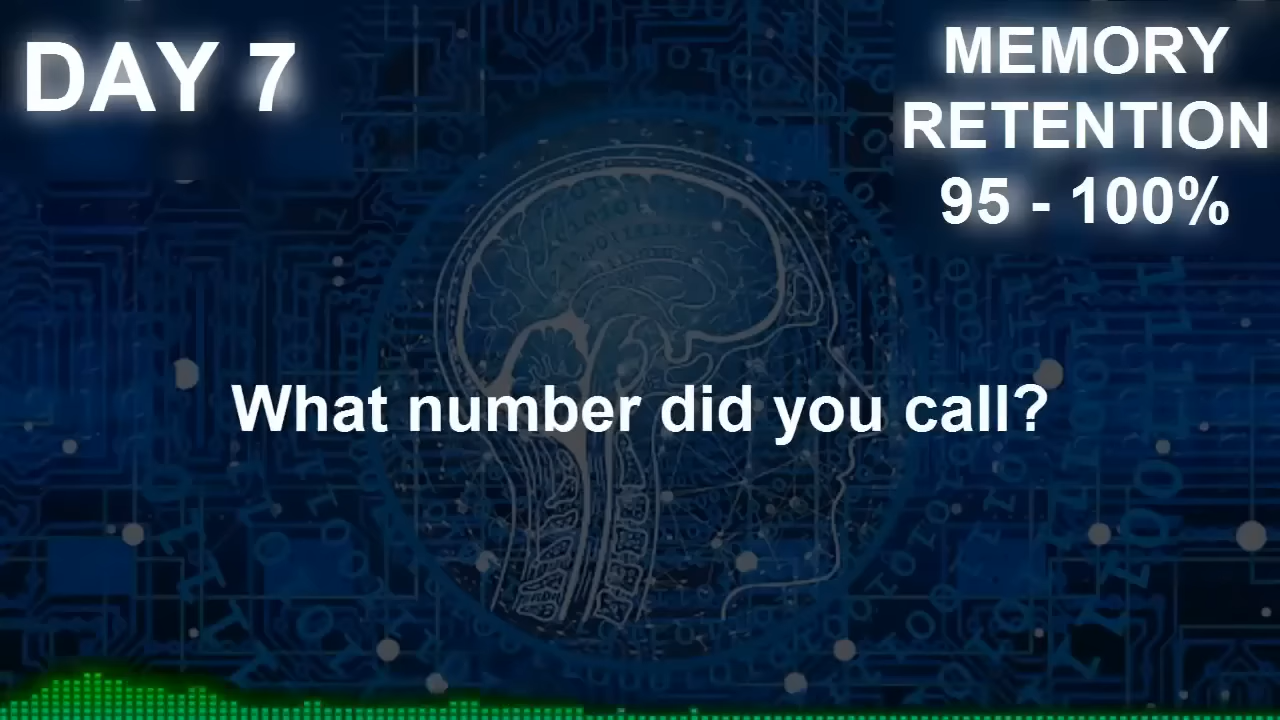 DAY 7
MEMORY
RETENTION
95 - 100%
What number did you call?